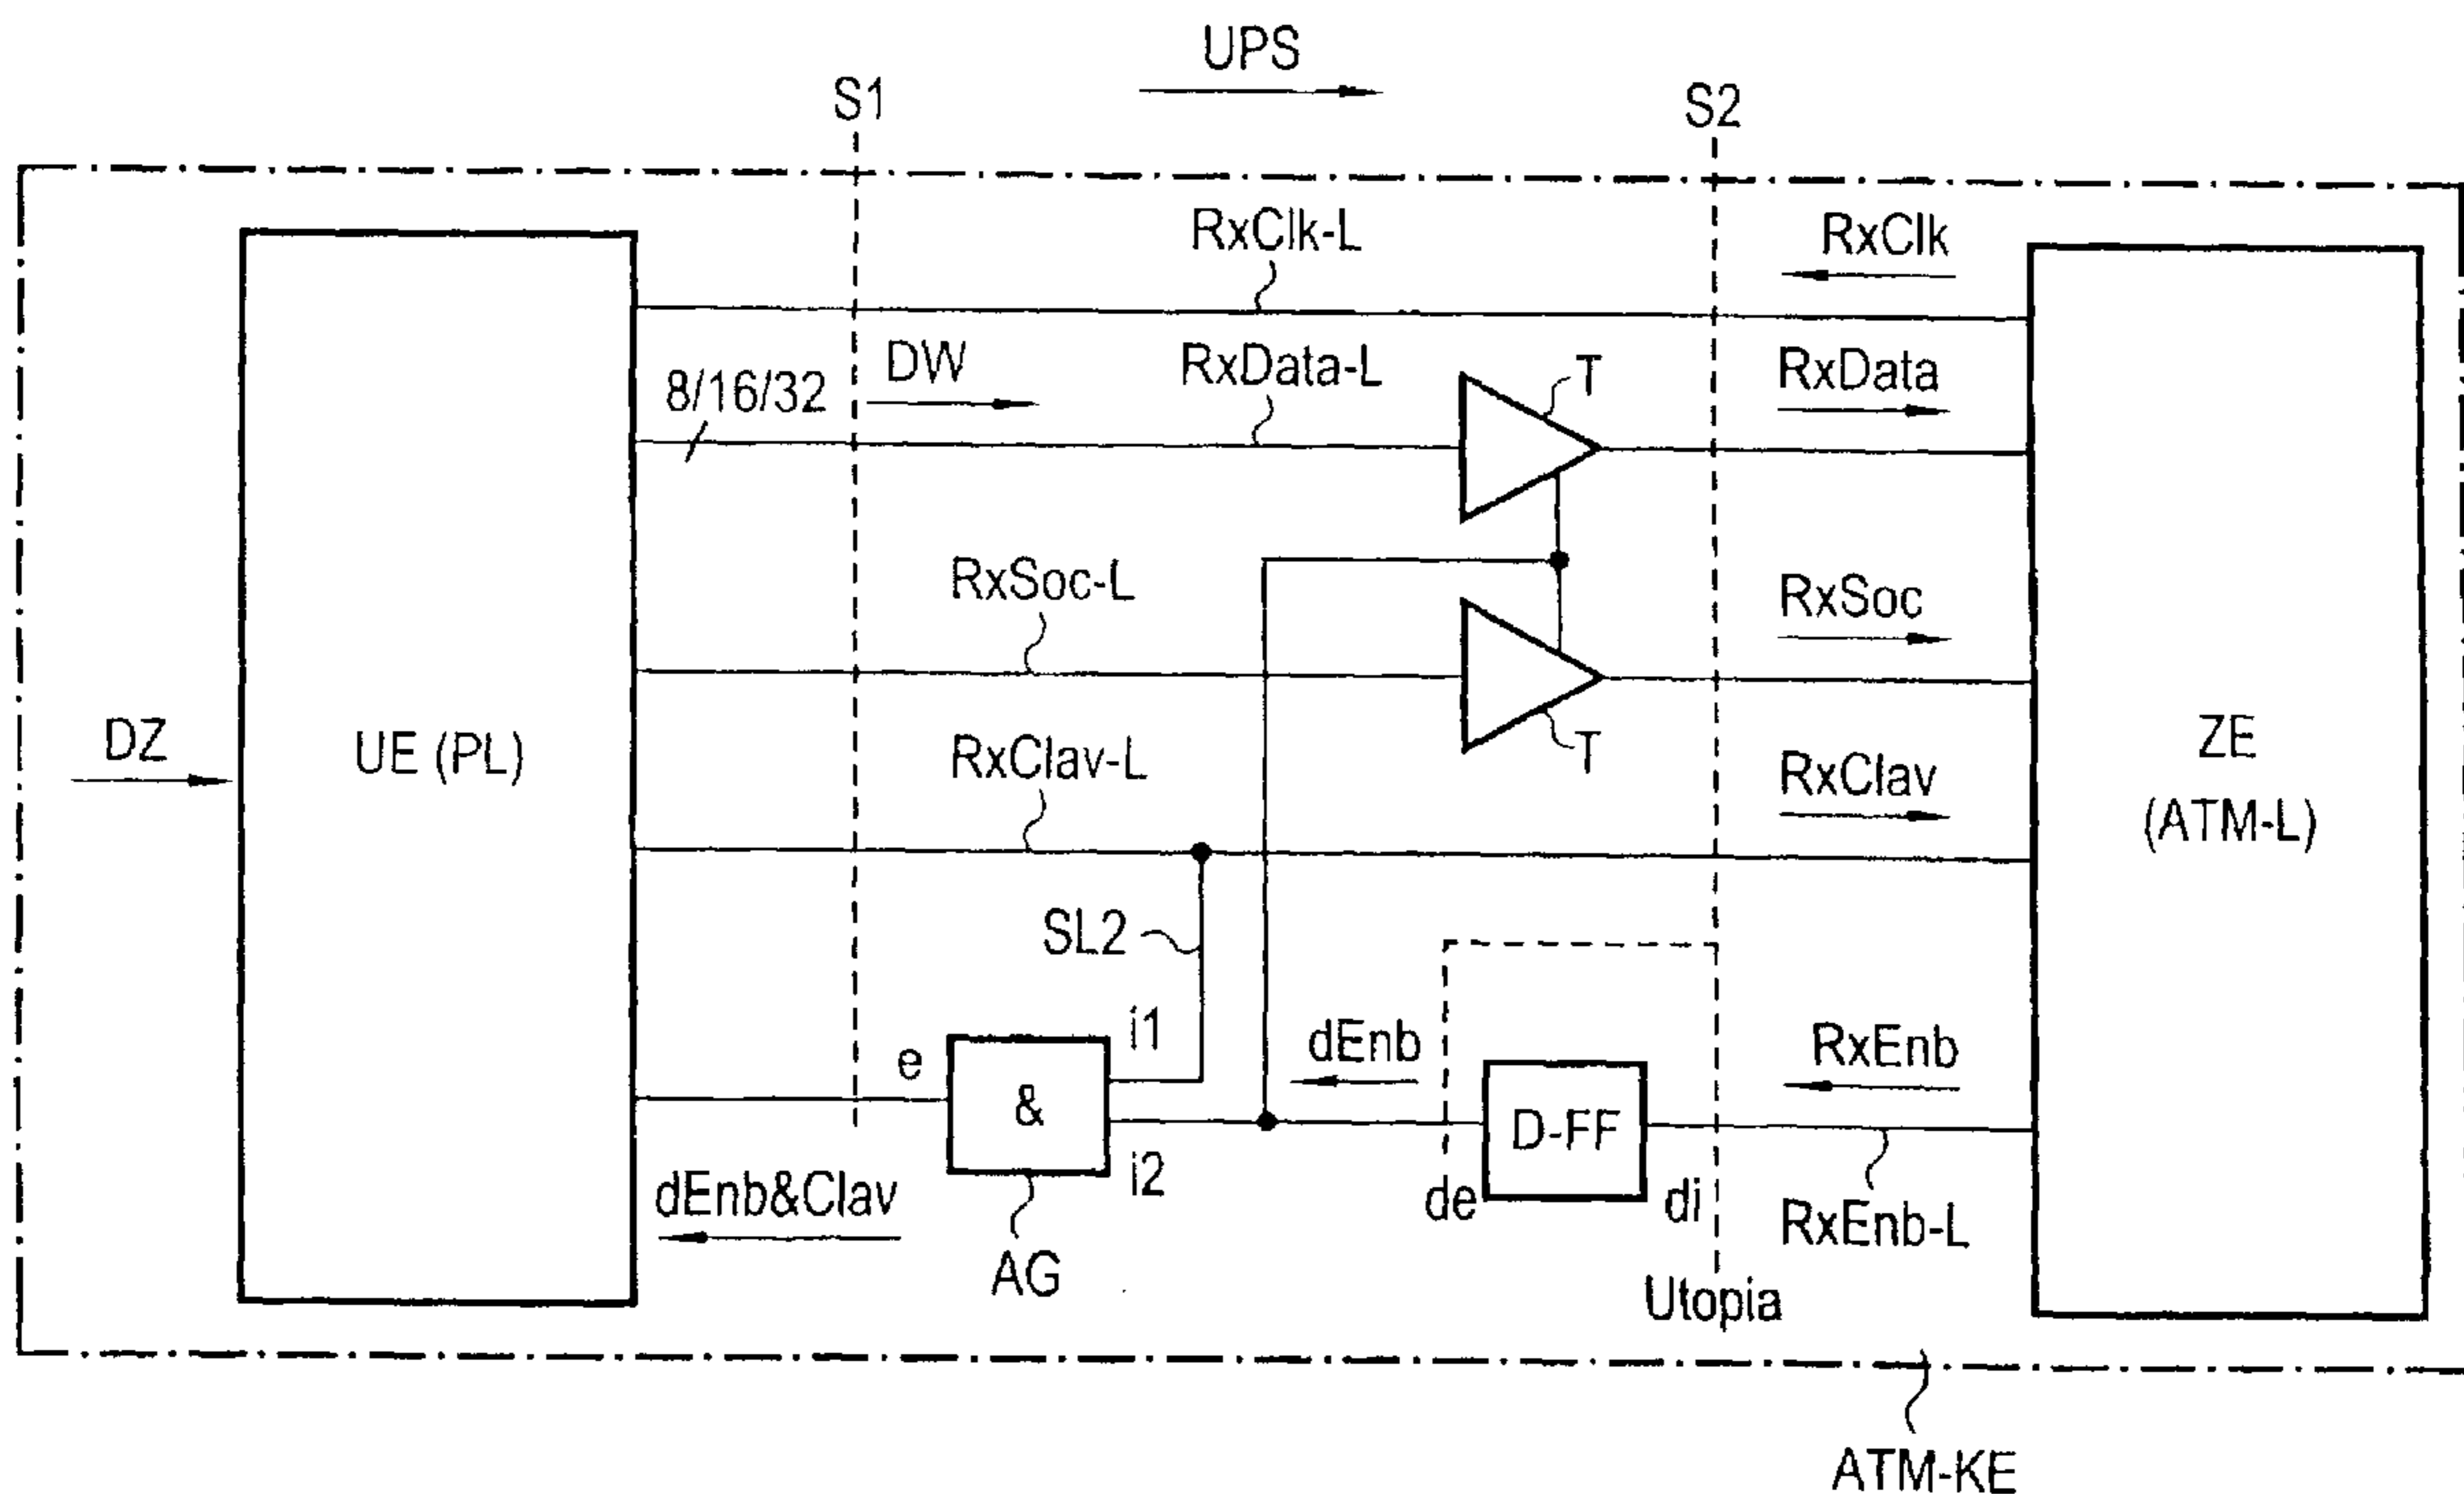 UPS
S1
S2
RxClk-L
RxClk
8/16/32
DW
RxData-L
T
RxData
RxSoc-L
RxSoc
DZ
UE (PL)
RxClav-L
T
RxClav
ZE
(ATM-L)
SL2
i1
e
&
dEnb
D-FF
RxEnb
i2
dEnb&Clav
de
di
RxEnb-L
AG
Utopia
ATM-KE